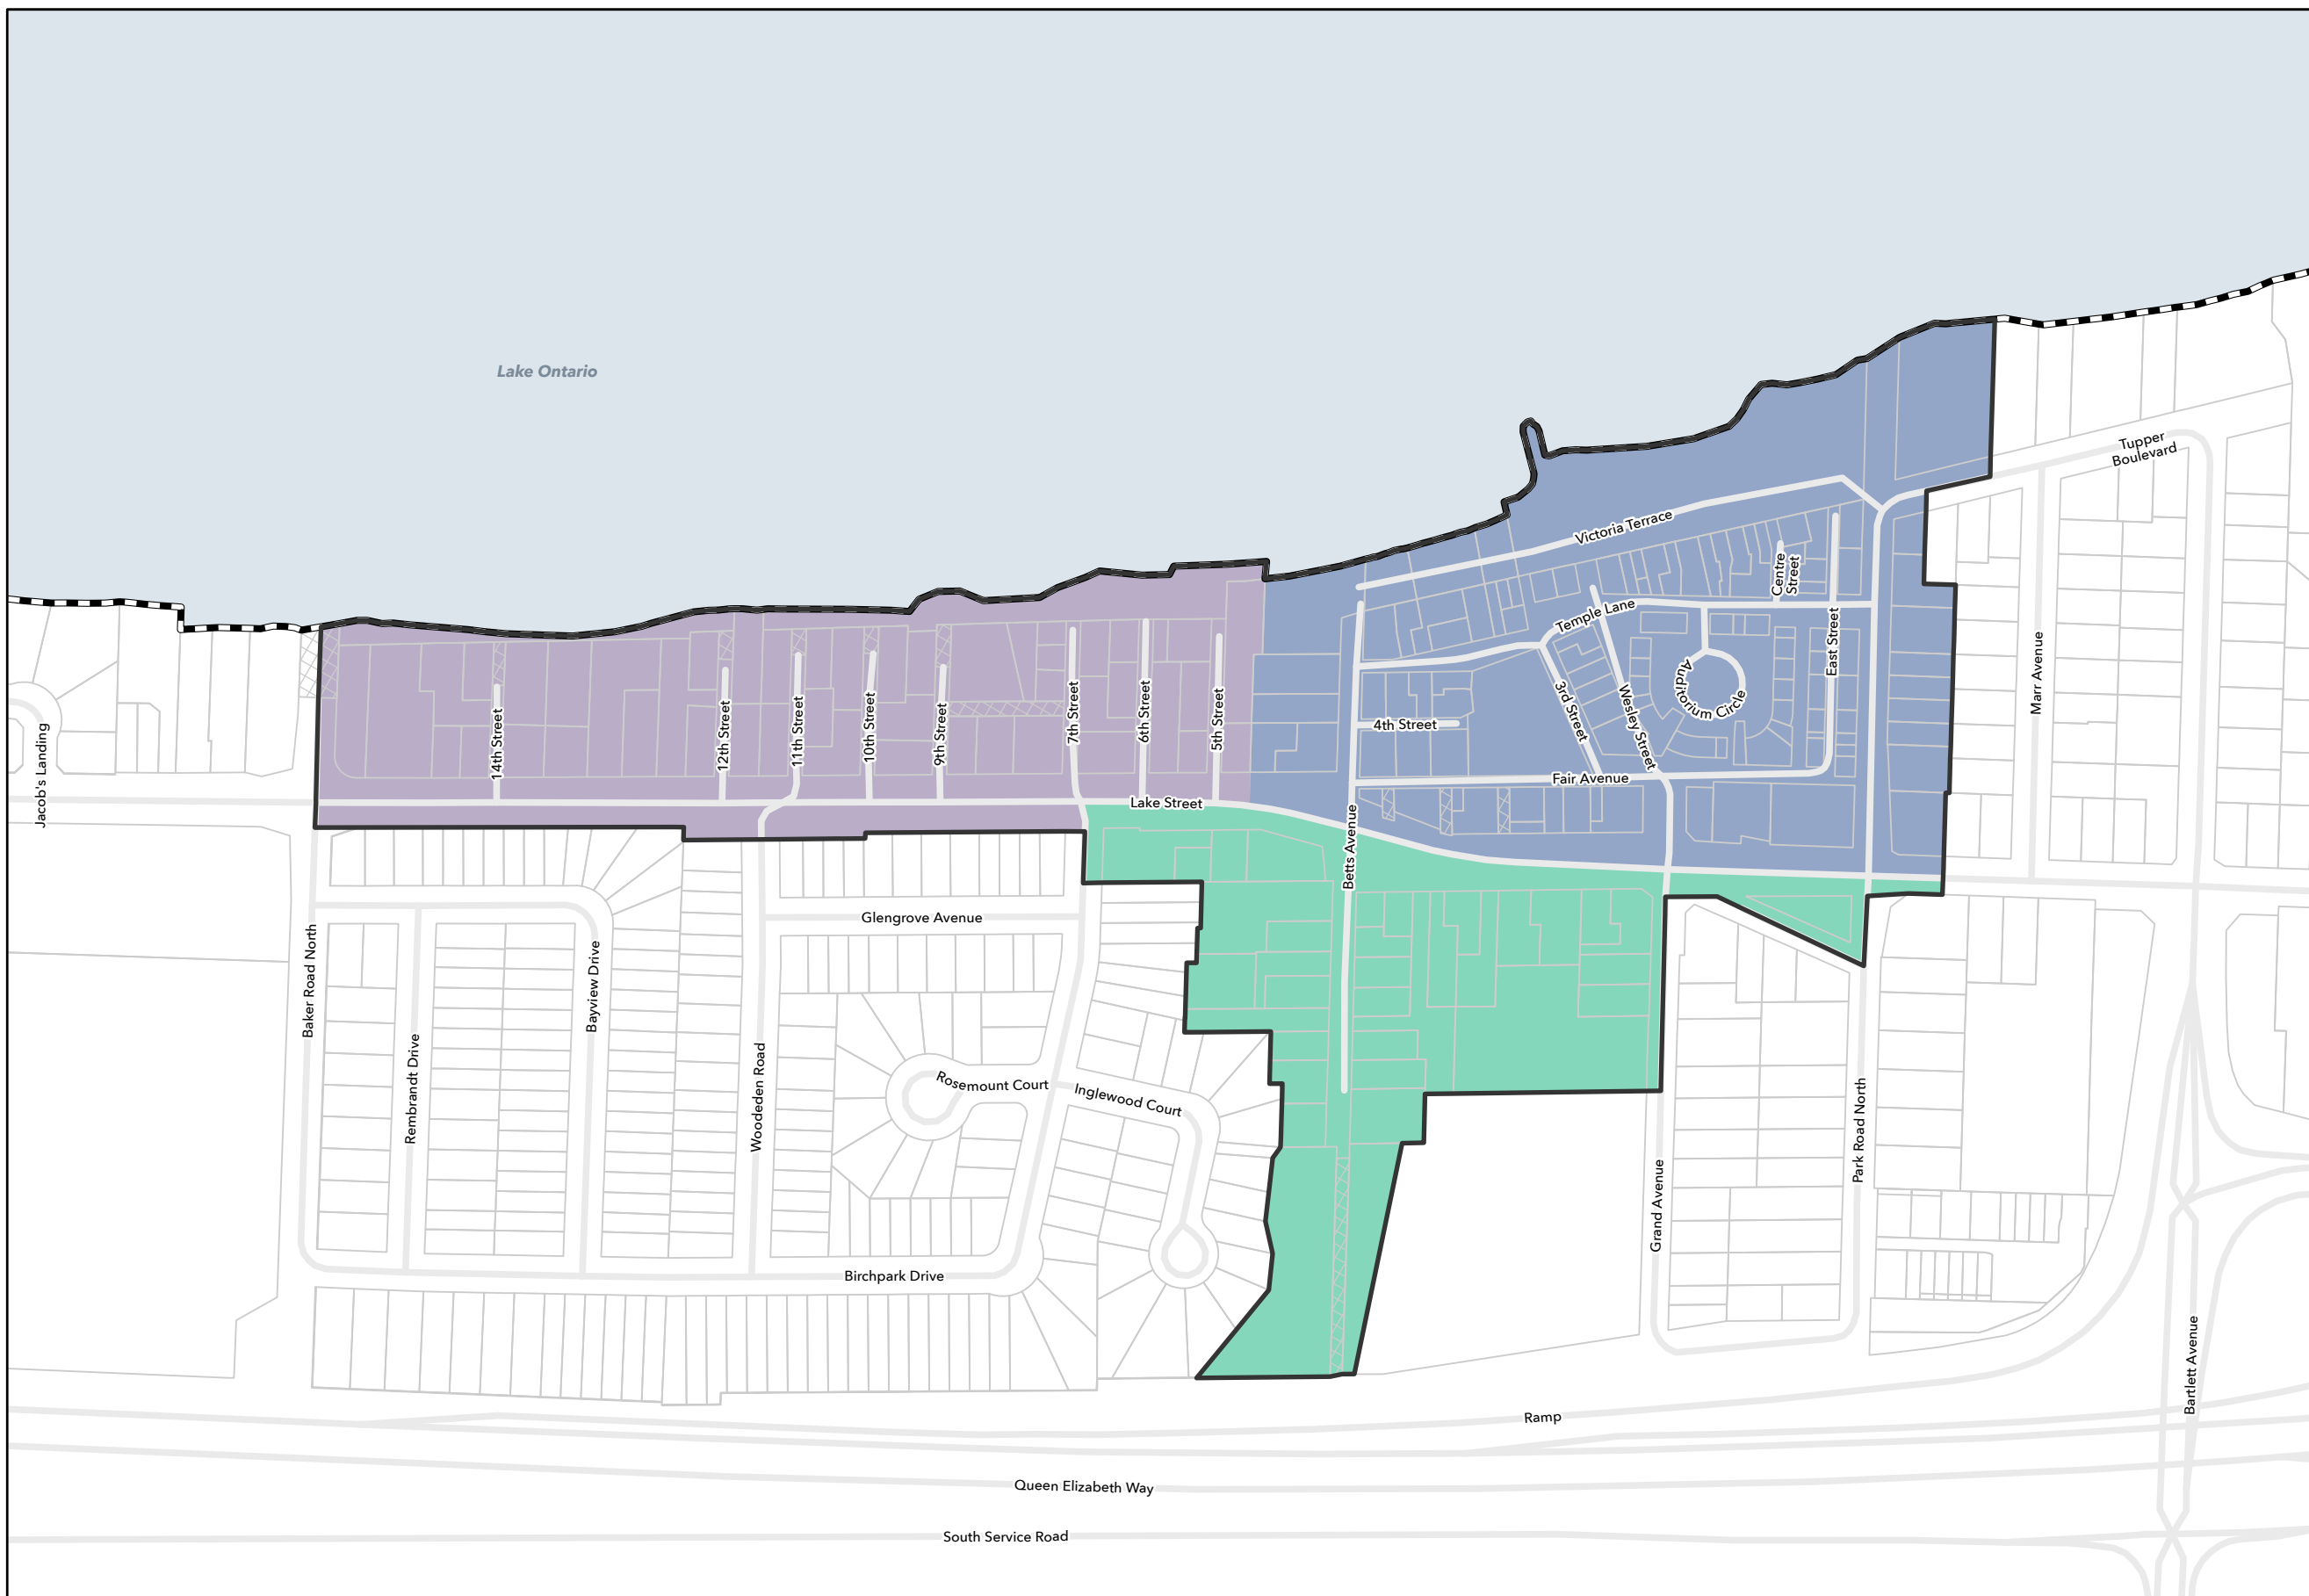 Lake Ontario
Tupper
Boulevard
Victoria Terrace
Centre
Street
Temple Lane
East Street
Marr Avenue
Auditorium Circle
3rd Street
Wesley Street
4th Street
Fair Avenue
14th Street
12th Street
11th Street
10th Street
9th Street
7th Street
6th Street
5th Street
Jacob's Landing
Lake Street
Betts Avenue
Glengrove Avenue
Baker Road North
Bayview Drive
Rembrandt Drive
Woodeden Road
Rosemount Court
Inglewood Court
Park Road North
Grand Avenue
Birchpark Drive
Bartlett Avenue
Ramp
Queen Elizabeth Way
South Service Road